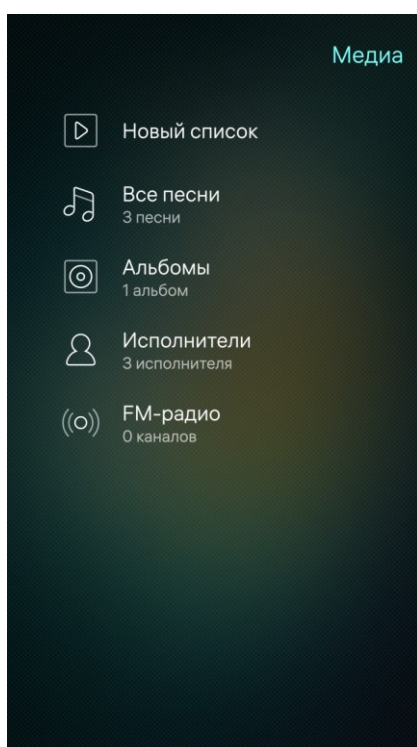 Медиа
Новый список
Все песни
3 песни
Альбомы
1 альбом
Исполнители
3 исполнителя
FM-радио
0 каналов